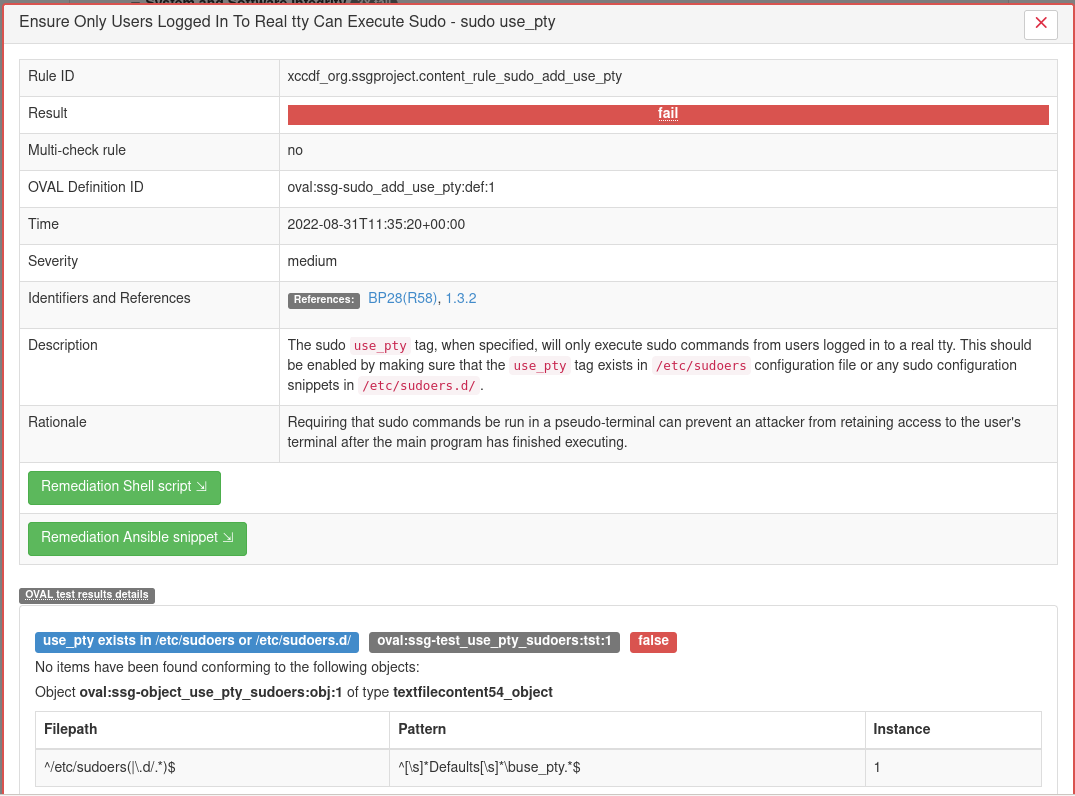 System and Software Integrity
Ensure Only Users Logged In To Real tty Can Execute Sudo - sudo use_pty
Rule ID xccdf_org.ssgproject.content_rule_sudo_add_use_pty
Result fail
Multi-check rule no
OVAL Definition ID oval:ssg-sudo_add_use_pty:def:1
Time 2022-08-31T11:35:20+00:00
Severity medium
Identifiers and References References: BP28(R58), 1.3.2
Description The sudo use_pty tag, when specified, will only execute sudo commands from users logged in to a real tty. This should
be enabled by making sure that the use_pty tag exists in /etc/sudoers configuration file or any sudo configuration
snippets in /etc/sudoers.d/.
Rationale Requiring that sudo commands be run in a pseudo-terminal can prevent an attacker from retaining access to the user's
terminal after the main program has finished executing.
Remediation Shell script ⇲
Remediation Ansible snippet ⇲
OVAL test results details
use_pty exists in /etc/sudoers or /etc/sudoers.d/ oval:ssg-test_use_pty_sudoers:tst:1 false
No items have been found conforming to the following objects:
Object oval:ssg-object_use_pty_sudoers:obj:1 of type textfilecontent54_object
Filepath Pattern Instance
^/etc/sudoers(|\.d/.*)$ ^[\s]*Defaults[\s]*\buse_pty.*$ 1